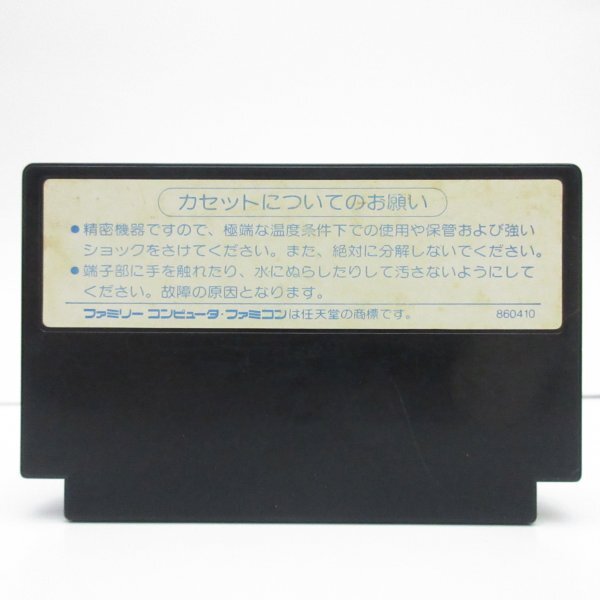 カセットについてのお願い
●精密機器ですので、極端な温度条件下での使用や保管および強い
ショックをさけてください。また、絶対に分解しないでください。
●端子部に手を触れたり、水にぬらしたりして汚さないようにして
ください。故障の原因となります。
ファミリー コンピュータ・ファミコンは任天堂の商標です。 860410